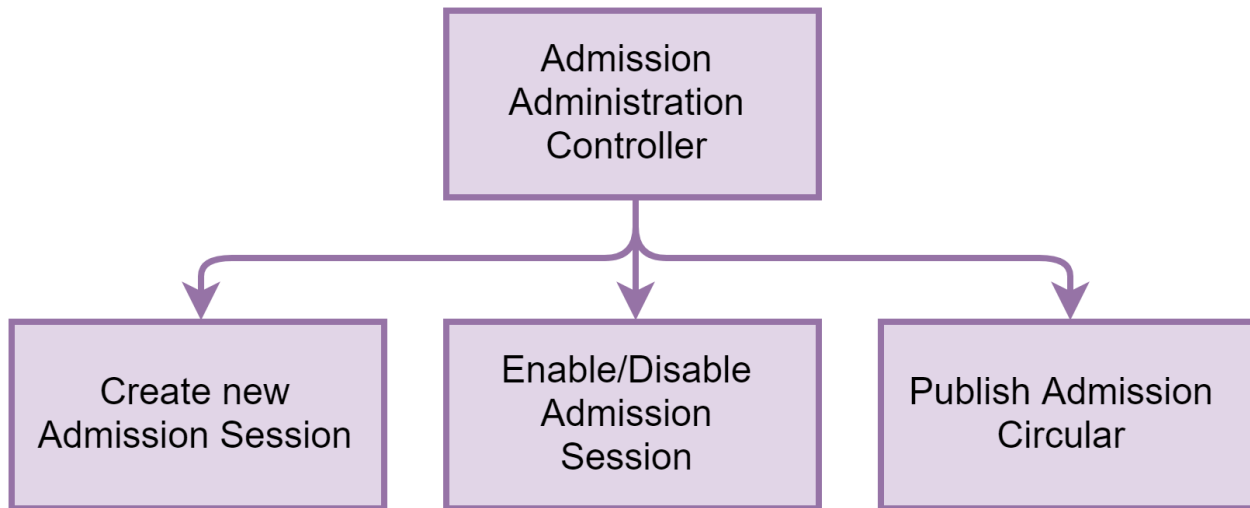 Admission
Administration
Controller
Create new
Admission Session
Enable/Disable
Admission
Session
Publish Admission
Circular